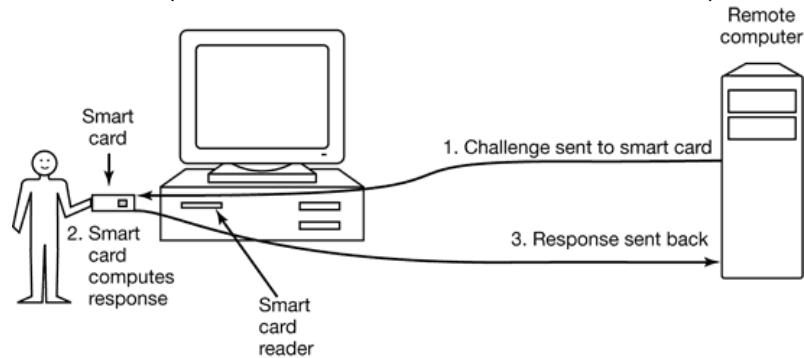 Remote
computer
Smart
card
1. Challenge sent to smart card
2. Smart
card
computes
response
3. Response sent back
Smart
card
reader